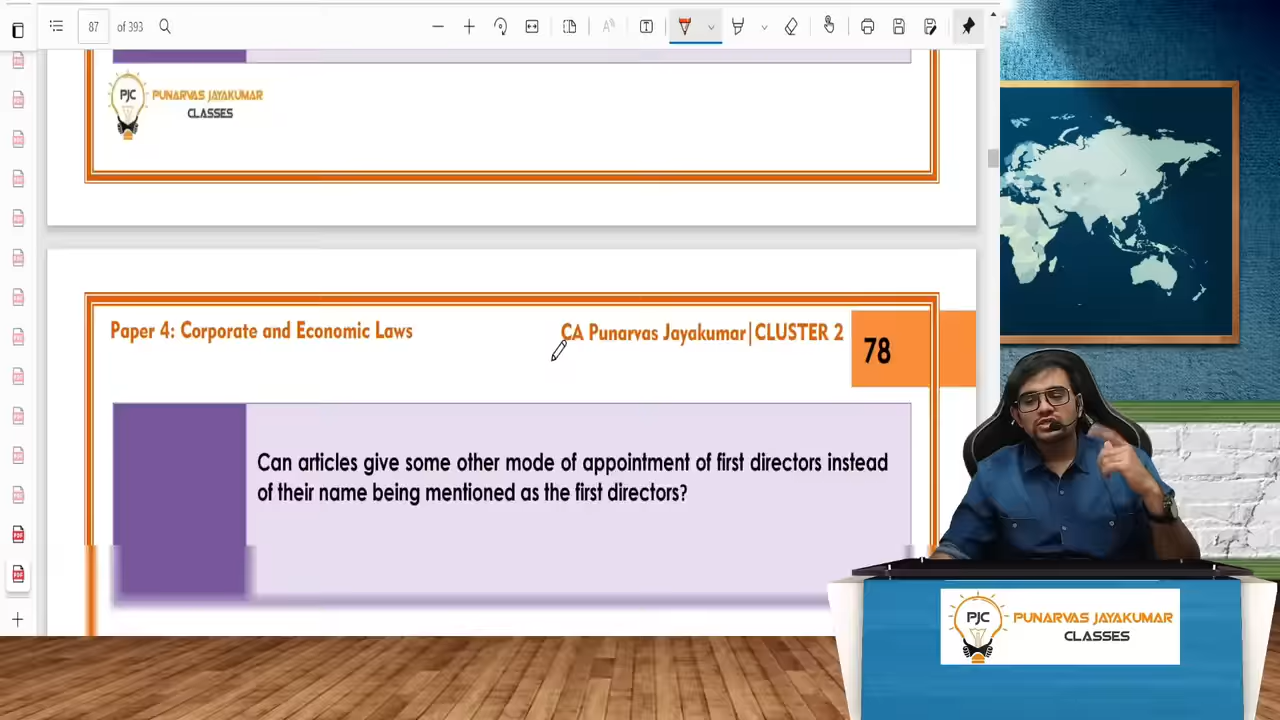 87 of 393
PJC PUNARVAS JAYAKUMAR
CLASSES
Paper 4: Corporate and Economic Laws
CA Punarvas Jayakumar|CLUSTER 2
78
Can articles give some other mode of appointment of first directors instead
of their name being mentioned as the first directors?
PJC PUNARVAS JAYAKUMAR
CLASSES